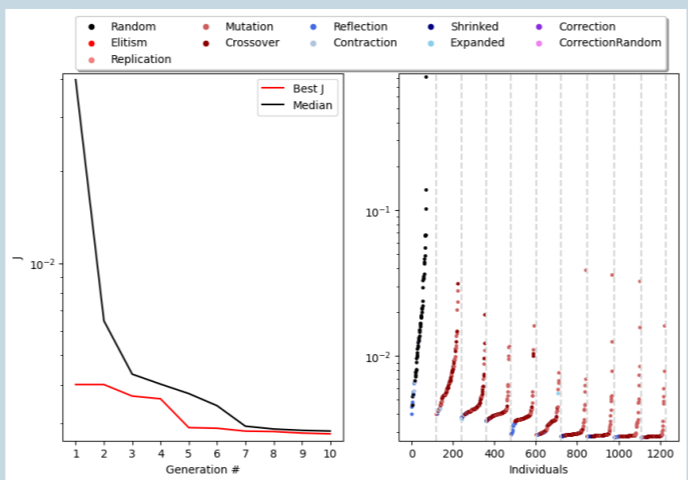 Random Mutation Reflection Shrinked Correction
Elitism Crossover Contraction Expanded CorrectionRandom
Replication
Best J
Median
J
10⁻²
1 2 3 4 5 6 7 8 9 10
Generation #
10⁻¹
10⁻²
0 200 400 600 800 1000 1200
Individuals